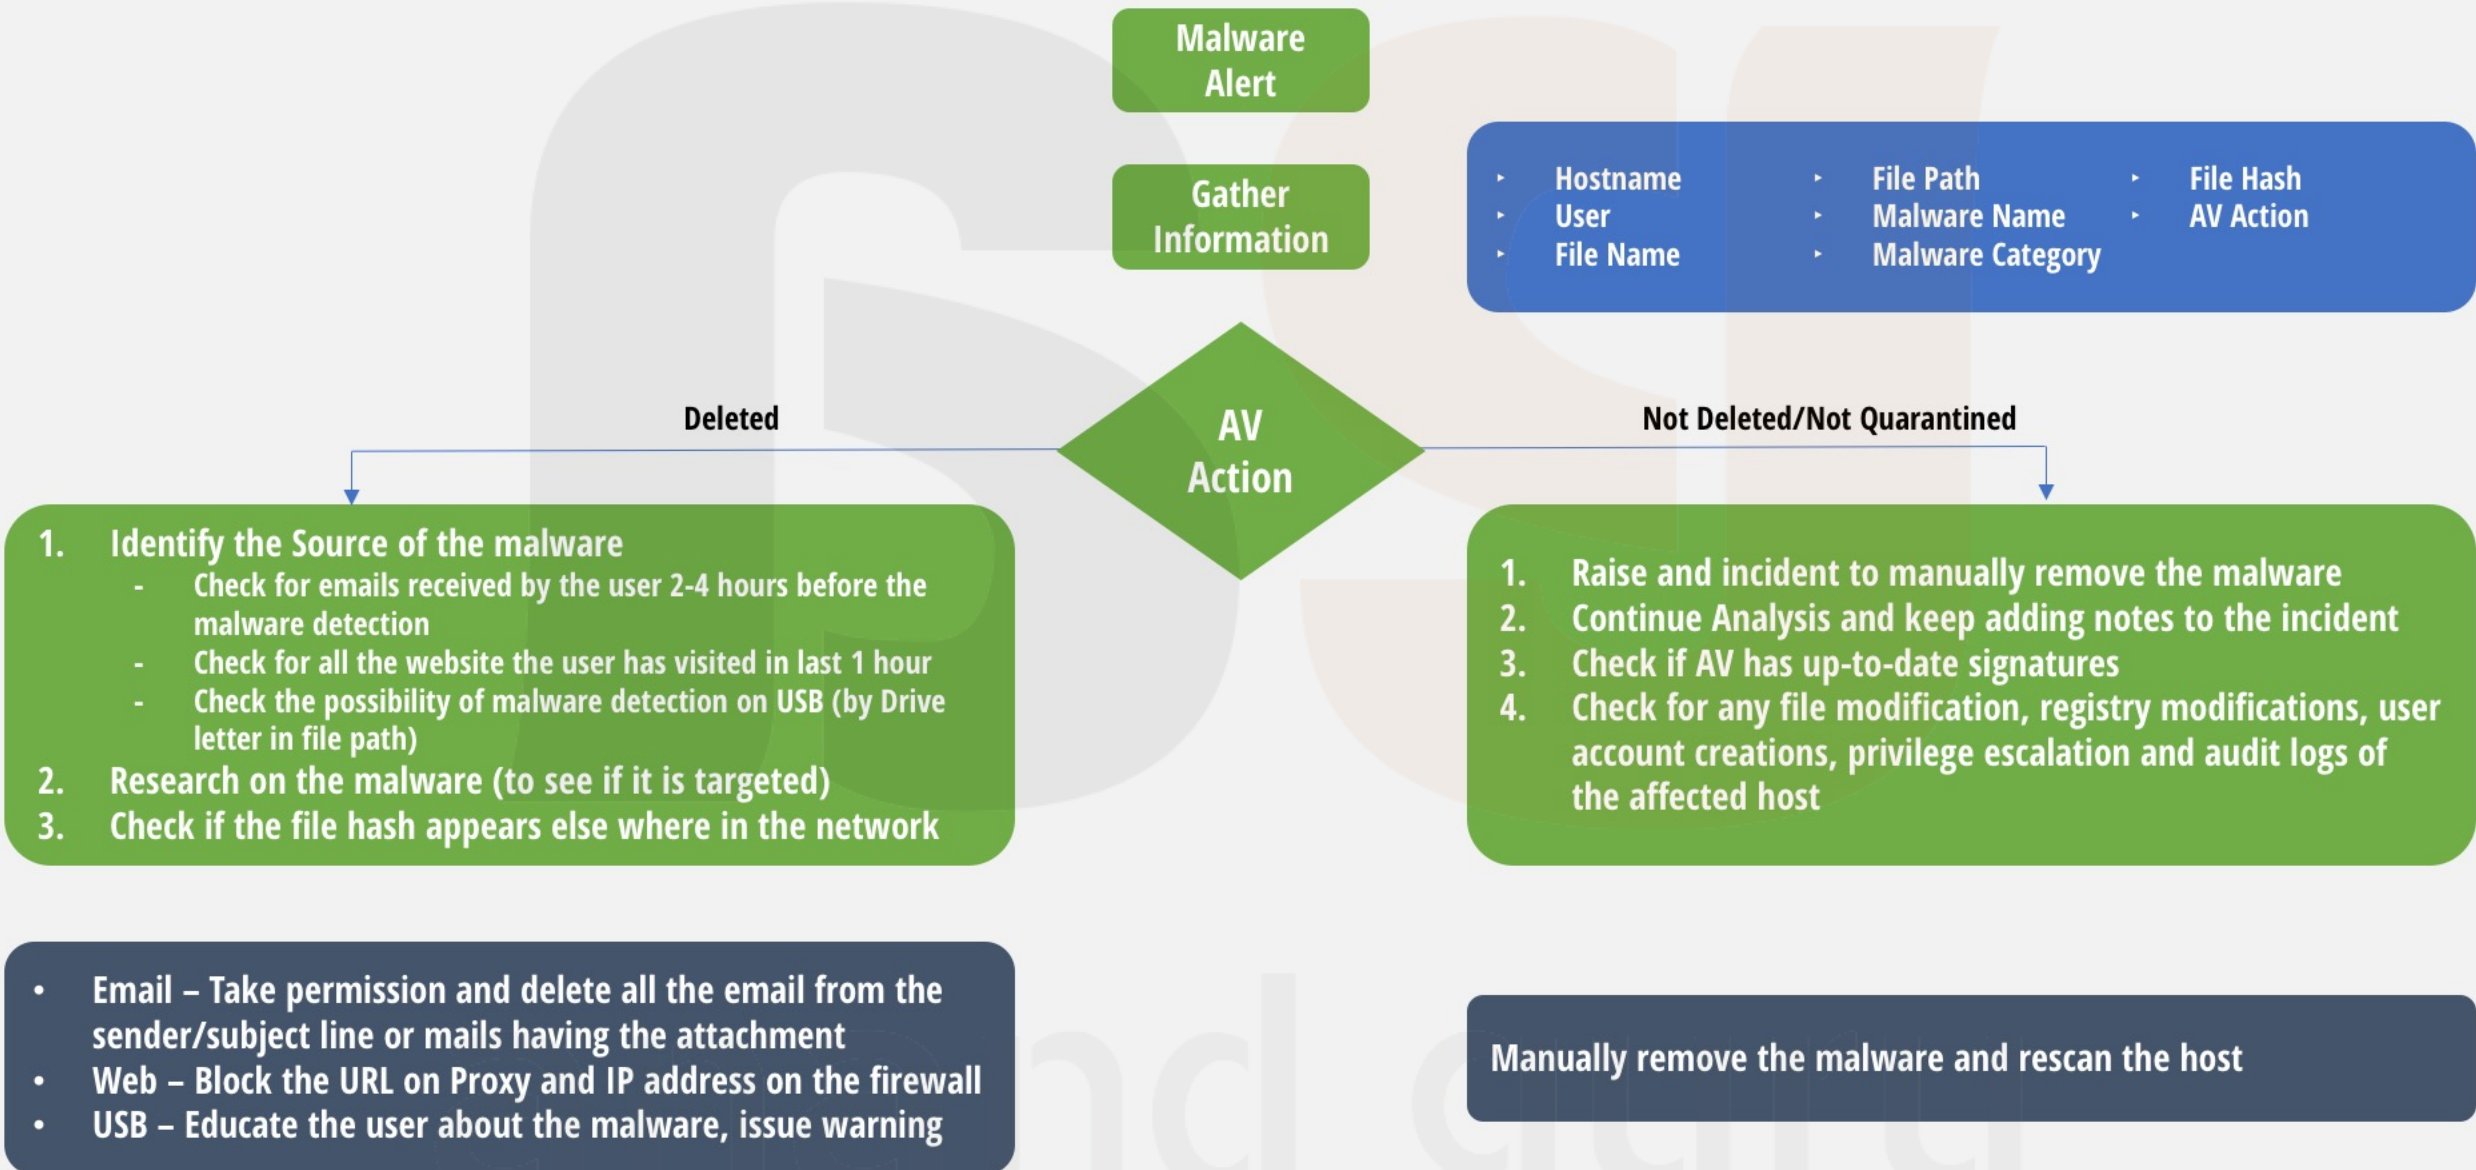 Malware
Alert
Gather
Information
‣ Hostname
‣ User
‣ File Name
‣ File Path
‣ Malware Name
‣ Malware Category
‣ File Hash
‣ AV Action
AV
Action
Deleted
Not Deleted/Not Quarantined
1. Identify the Source of the malware
- Check for emails received by the user 2-4 hours before the
malware detection
- Check for all the website the user has visited in last 1 hour
- Check the possibility of malware detection on USB (by Drive
letter in file path)
2. Research on the malware (to see if it is targeted)
3. Check if the file hash appears else where in the network
1. Raise and incident to manually remove the malware
2. Continue Analysis and keep adding notes to the incident
3. Check if AV has up-to-date signatures
4. Check for any file modification, registry modifications, user
account creations, privilege escalation and audit logs of
the affected host
• Email – Take permission and delete all the email from the
sender/subject line or mails having the attachment
• Web – Block the URL on Proxy and IP address on the firewall
• USB – Educate the user about the malware, issue warning
Manually remove the malware and rescan the host